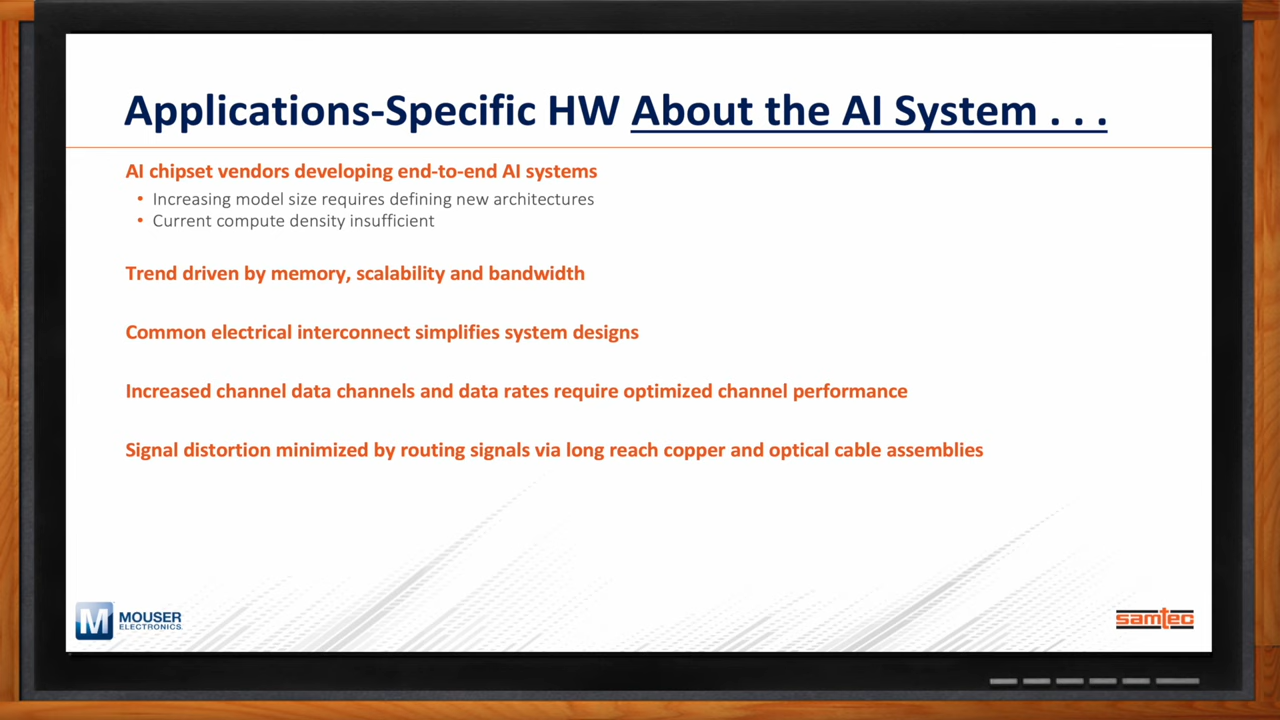 Applications-Specific HW About the AI System . . .
AI chipset vendors developing end-to-end AI systems
• Increasing model size requires defining new architectures
• Current compute density insufficient
Trend driven by memory, scalability and bandwidth
Common electrical interconnect simplifies system designs
Increased channel data channels and data rates require optimized channel performance
Signal distortion minimized by routing signals via long reach copper and optical cable assemblies
M MOUSER
ELECTRONICS
samtec